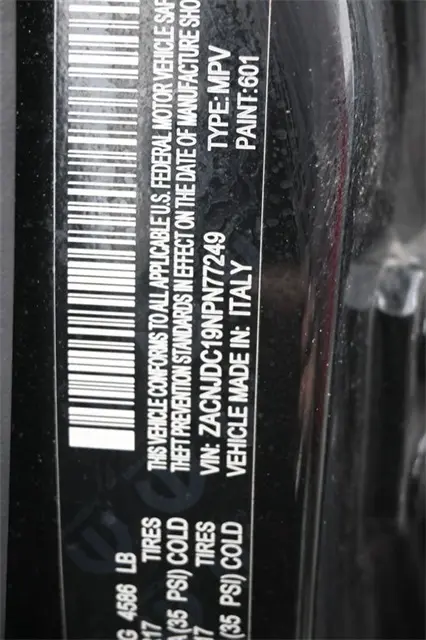 G 4586 LB
17 TIRES
A(35 PSI) COLD
17 TIRES
(35 PSI) COLD
THIS VEHICLE CONFORMS TO ALL APPLICABLE U.S. FEDERAL MOTOR VEHICLE SAF
THEFT PREVENTION STANDARDS IN EFFECT ON THE DATE OF MANUFACTURE SHO
VIN: ZACNJDC19NPN77249 TYPE: MPV
VEHICLE MADE IN: ITALY PAINT: 601